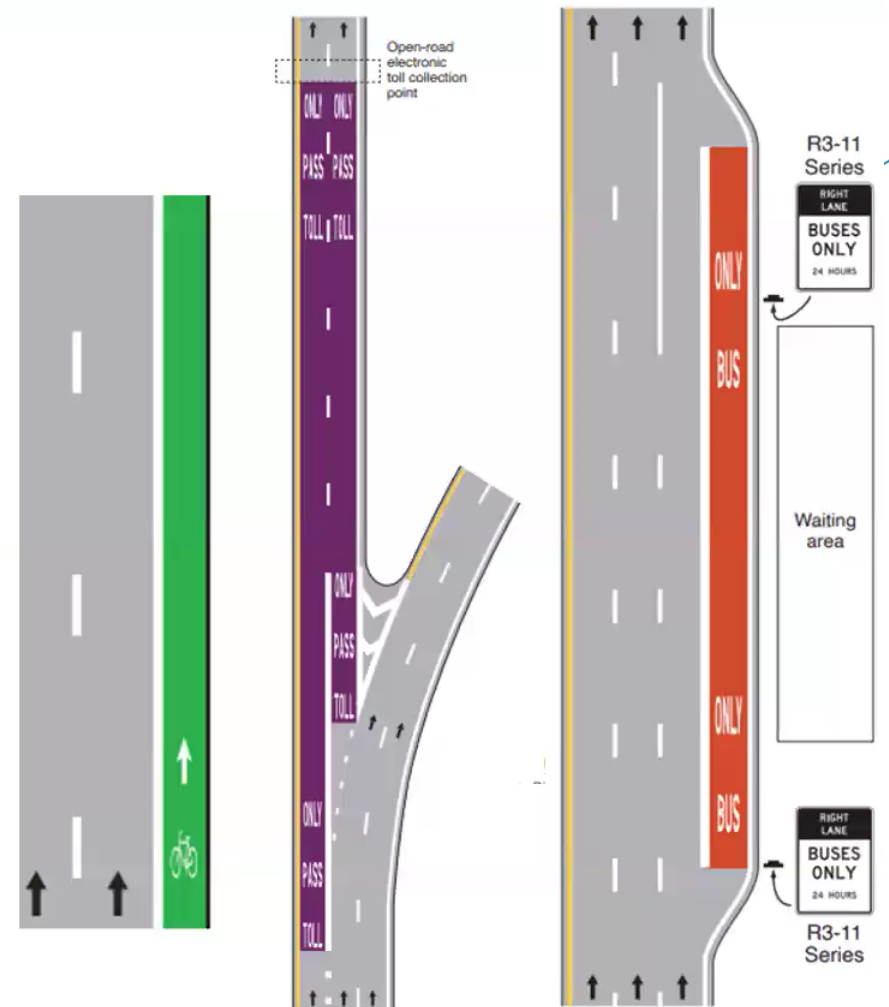 Open-road
electronic
toll collection
point
ONLY ONLY
PASS PASS
TOLL TOLL
ONLY
PASS
TOLL
ONLY
PASS
TOLL
ONLY
BUS
ONLY
BUS
R3-11
Series
RIGHT
LANE
BUSES
ONLY
24 HOURS
Waiting
area
RIGHT
LANE
BUSES
ONLY
24 HOURS
R3-11
Series